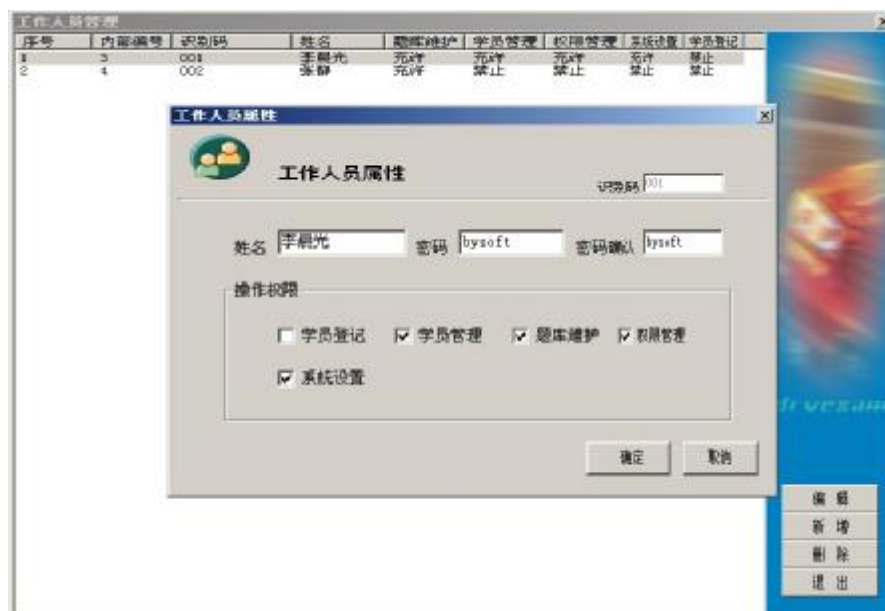 工作人员管理
序号 内部编号 识别码 姓名 题库维护 学员管理 权限管理 系统设置 学员登记
1 3 001 李晨光 允许 允许 允许 允许 禁止
2 4 002 张静 允许 禁止 禁止 禁止 禁止
工作人员属性
工作人员属性
识别码 001
姓名 李晨光 密码 bysoft 密码确认 bysoft
操作权限
学员登记 学员管理 题库维护 权限管理
系统设置
确定 取消
编辑
新增
删除
退出